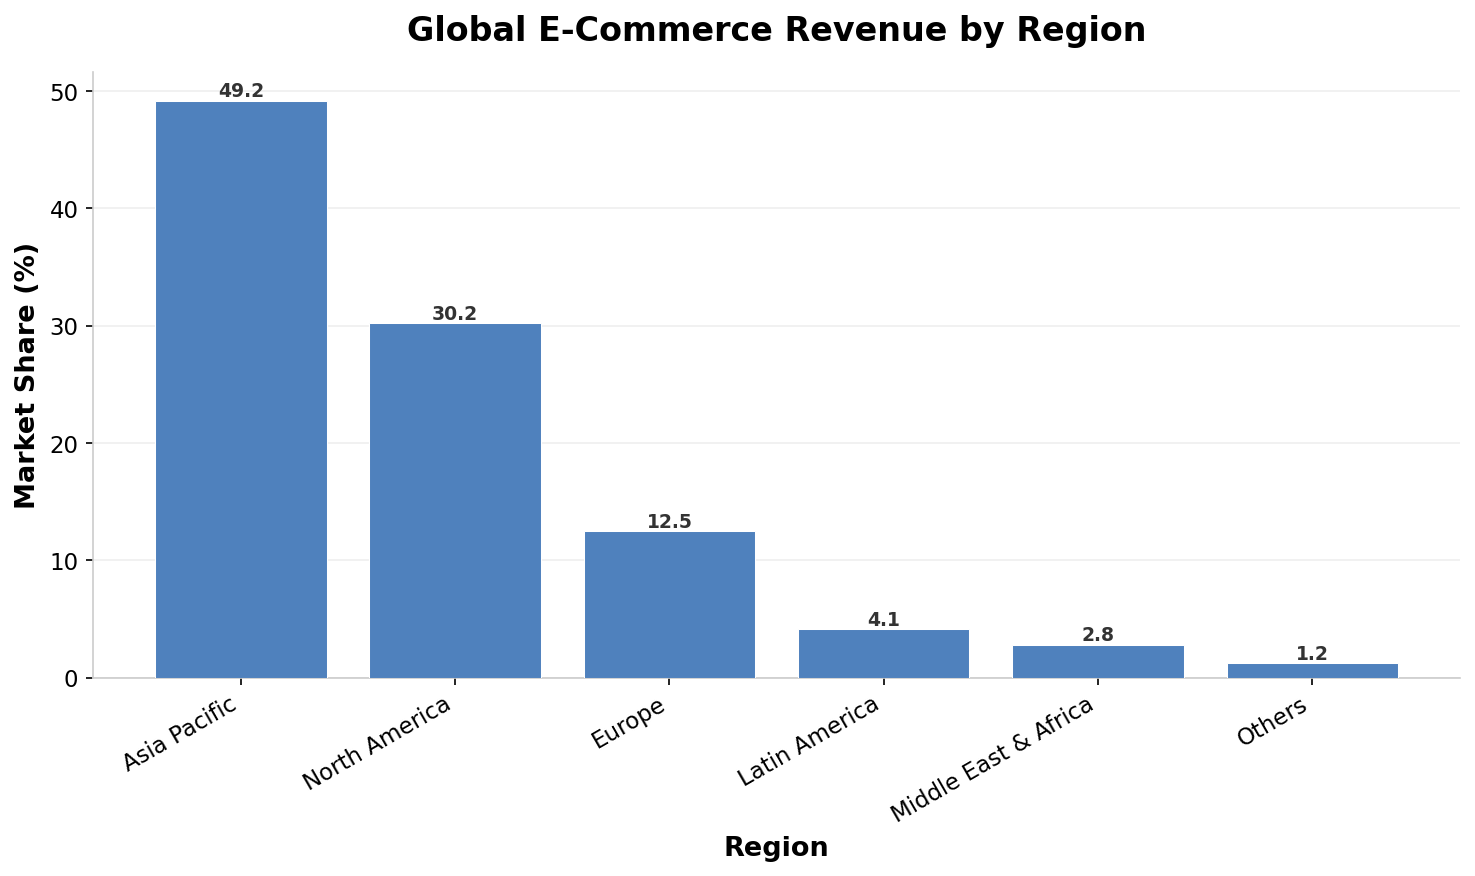 Global E-Commerce Revenue by Region
Market Share (%)
50
40
30
20
10
0
49.2
30.2
12.5
4.1
2.8
1.2
Asia Pacific
North America
Europe
Latin America
Middle East & Africa
Others
Region